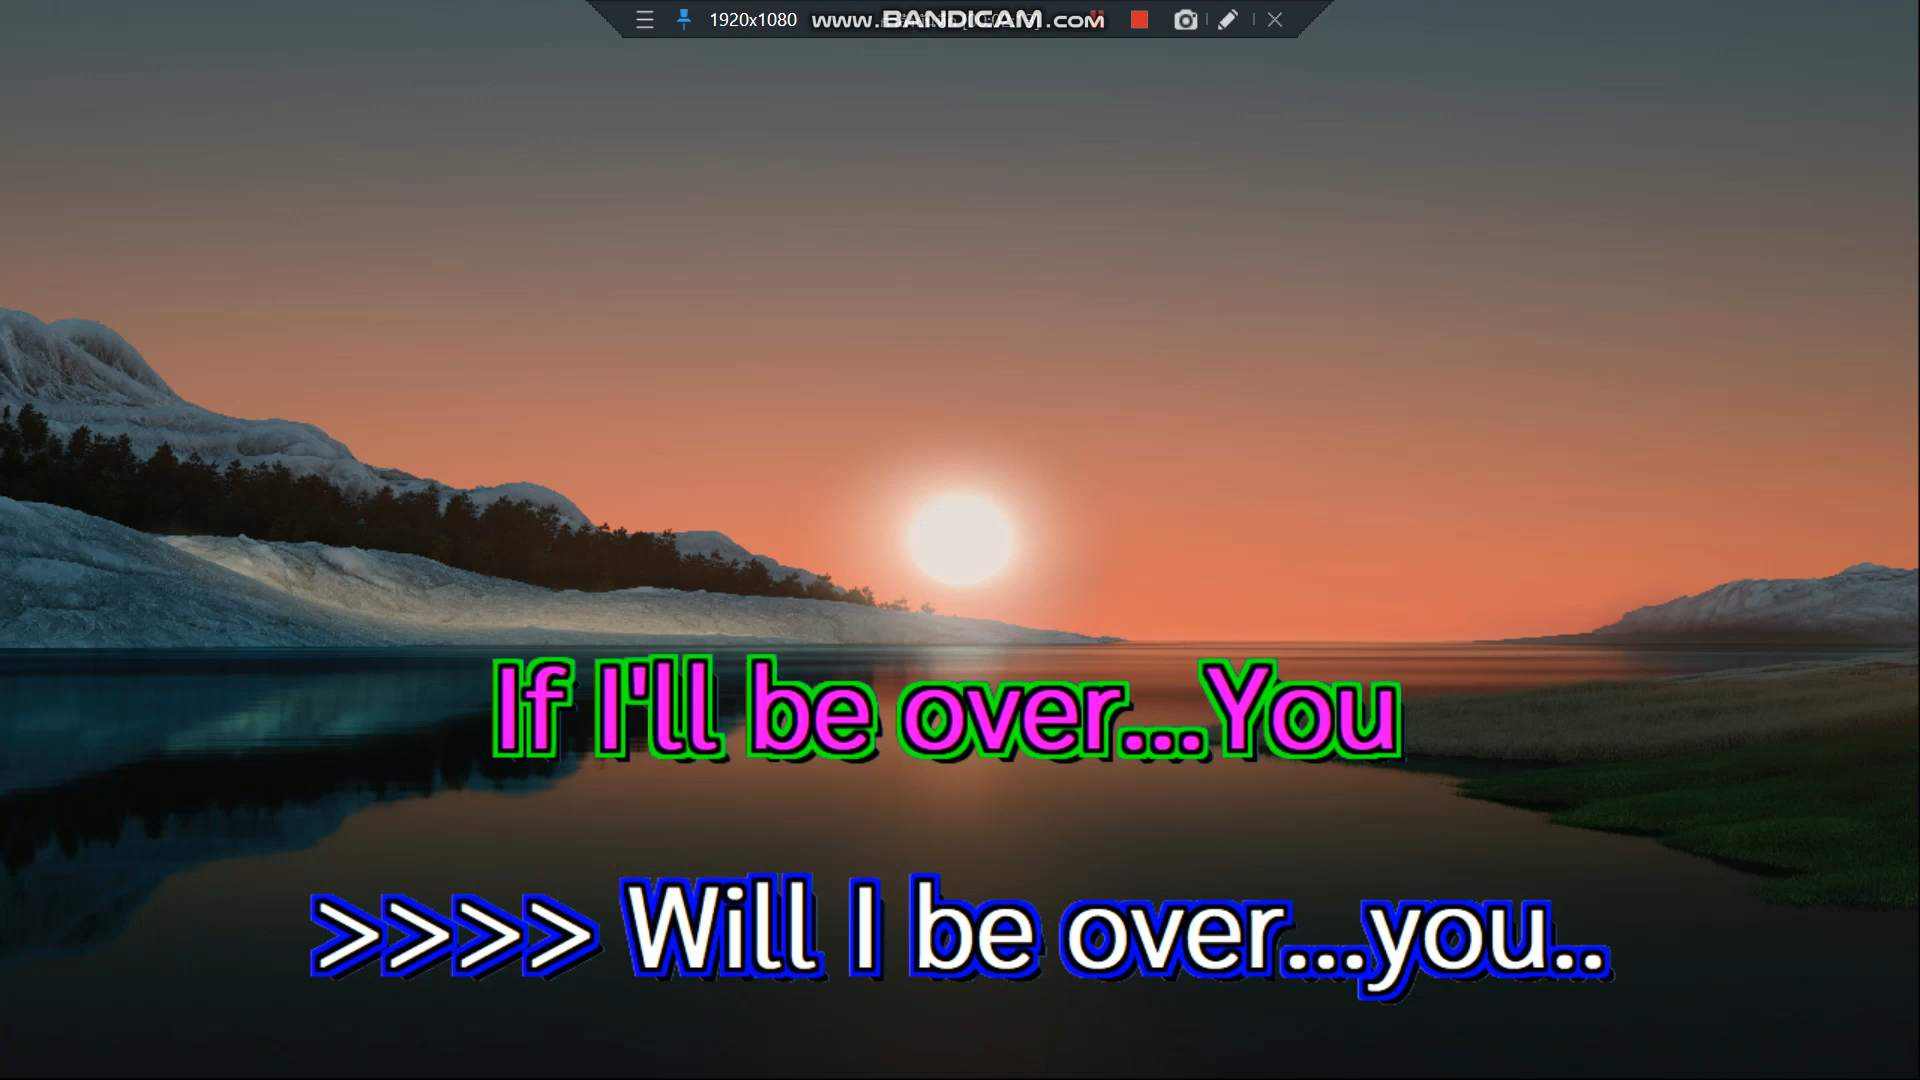 1920x1080 www.BANDICAM.com
If I'll be over...You
>>>> Will I be over...you..